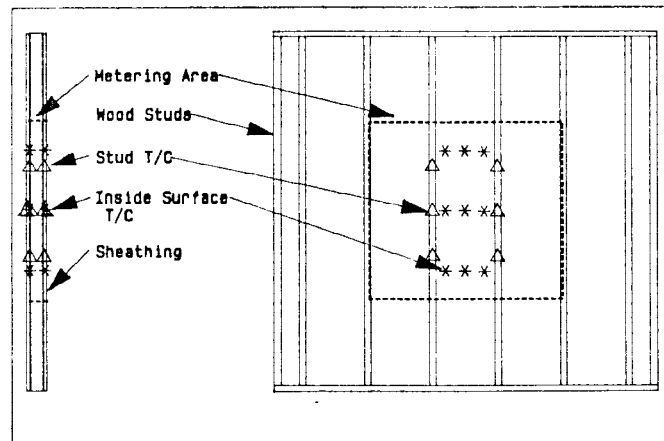 Metering Area
Wood Studs
Stud T/C
Inside Surface
T/C
Sheathing